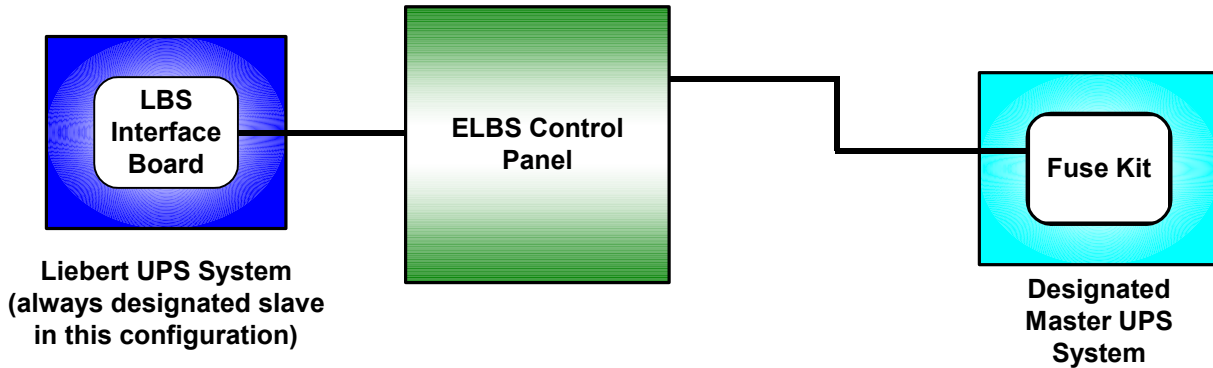 LBS
Interface
Board
ELBS Control
Panel
Fuse Kit
Liebert UPS System
(always designated slave
in this configuration)
Designated
Master UPS
System